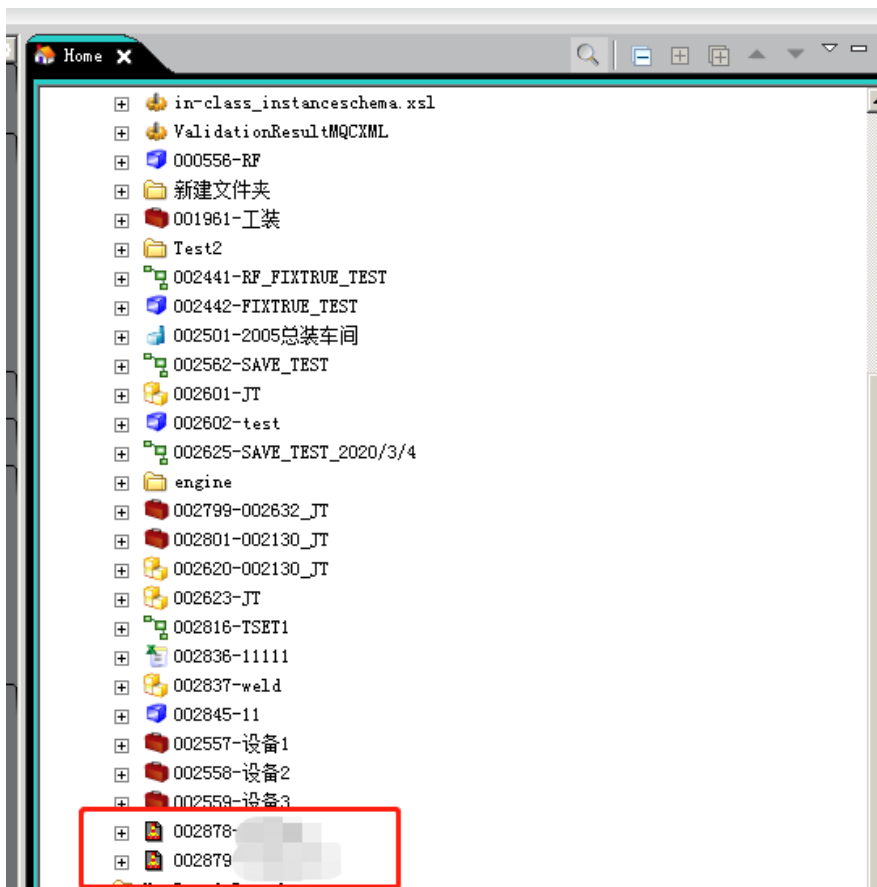 Home
in-class_instanceschema.xsl
ValidationResultMQCXML
000556-RF
新建文件夹
001961-工装
Test2
002441-RF_FIXTRUE_TEST
002442-FIXTRUE_TEST
002501-2005总装车间
002562-SAVE_TEST
002601-JT
002602-test
002625-SAVE_TEST_2020/3/4
engine
002799-002632_JT
002801-002130_JT
002620-002130_JT
002623-JT
002816-TSET1
002836-11111
002837-weld
002845-11
002557-设备1
002558-设备2
002559-设备3
002878-
002879